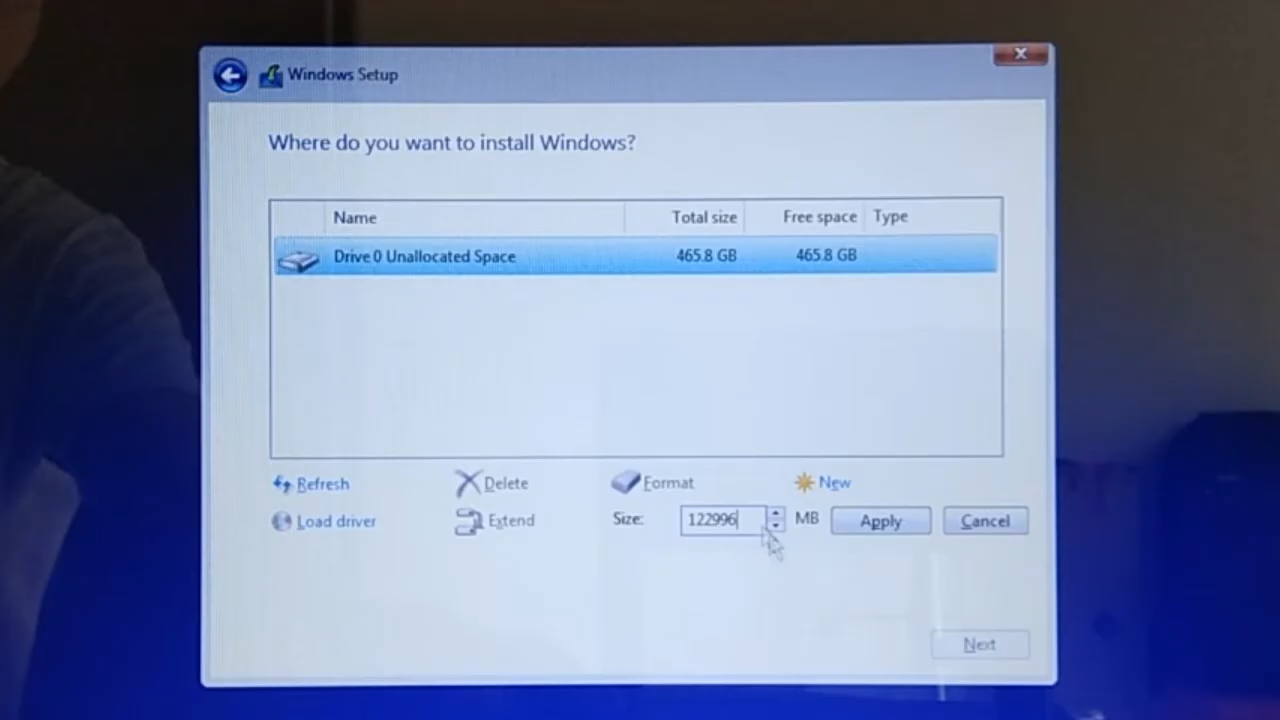 Windows Setup
Where do you want to install Windows?
Name Total size Free space Type
Drive 0 Unallocated Space 465.8 GB 465.8 GB
Refresh Delete Format New
Load driver Extend Size: 122996 MB Apply Cancel
Next